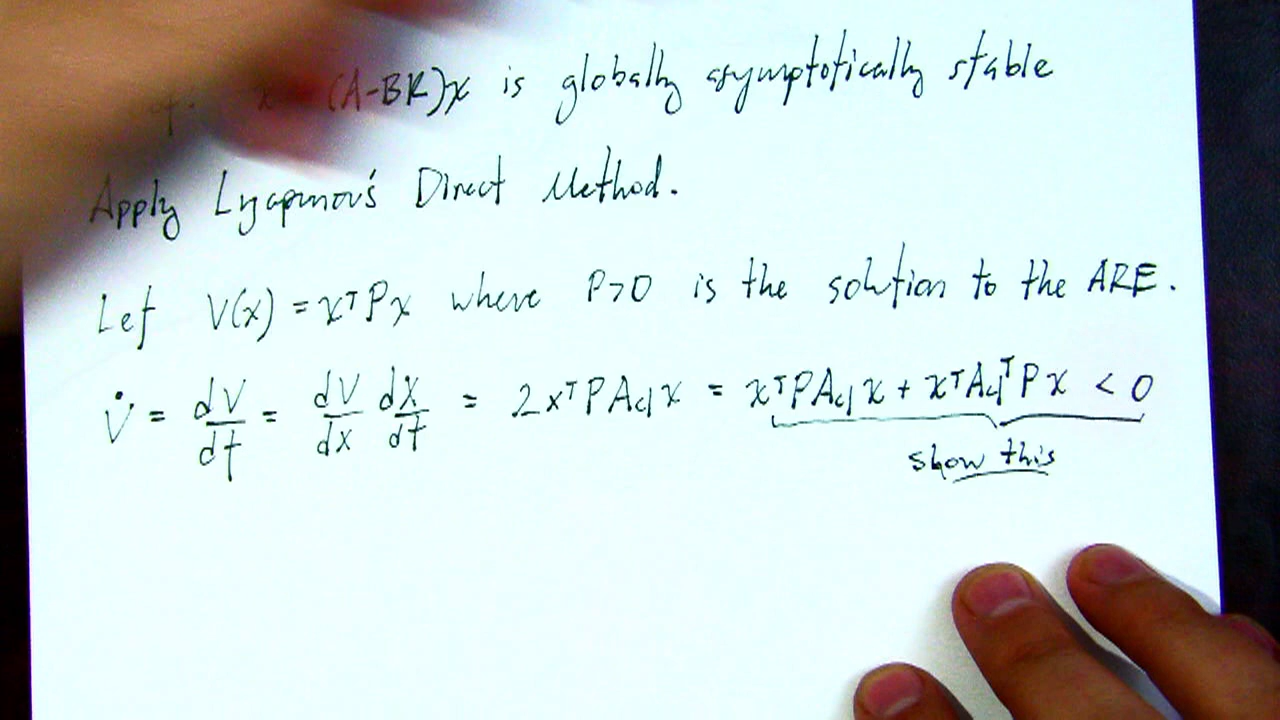 (A-BK)x is globally asymptotically stable
Apply Lyapunov's Direct Method.
Let V(x) = xᵀPx where P>0 is the solution to the ARE.
V̇ = dV/dt = dV/dx dx/dt = 2xᵀPA_cl x = xᵀPA_cl x + xᵀA_clᵀPx < 0
show this